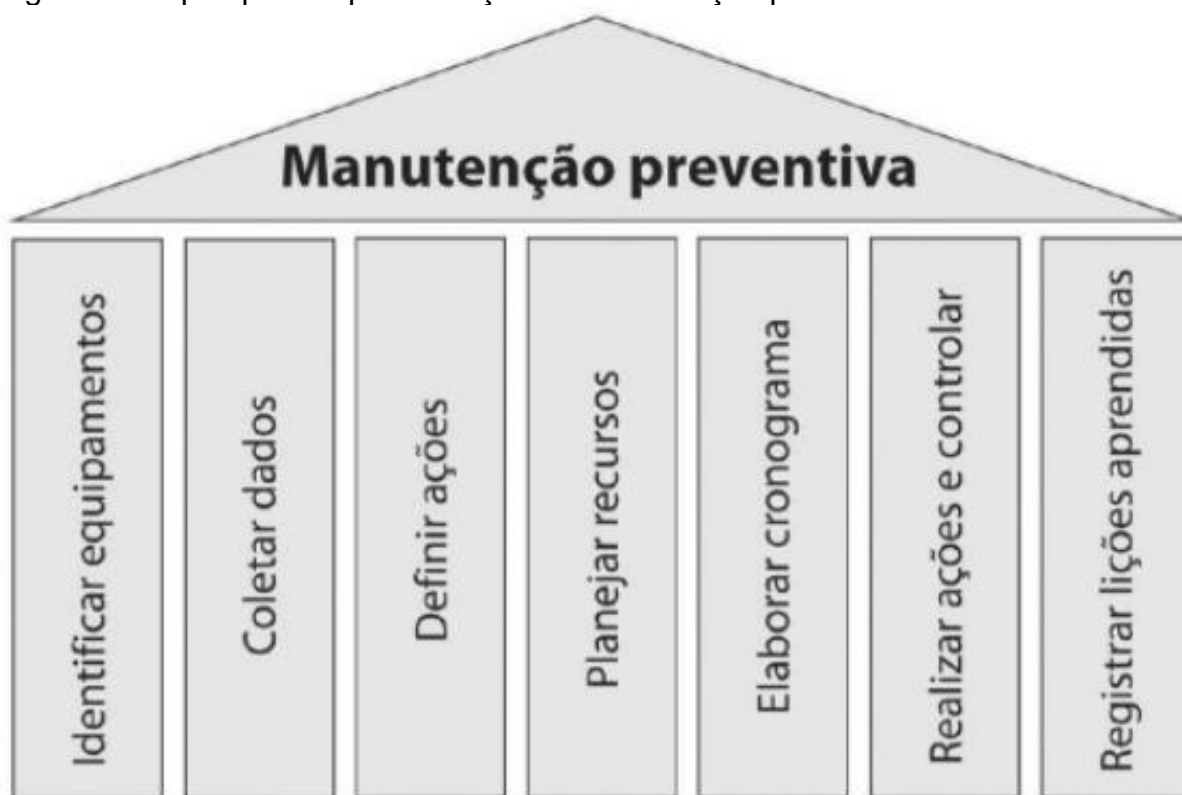 Manutenção preventiva
Identificar equipamentos
Coletar dados
Definir ações
Planejar recursos
Elaborar cronograma
Realizar ações e controlar
Registrar lições aprendidas